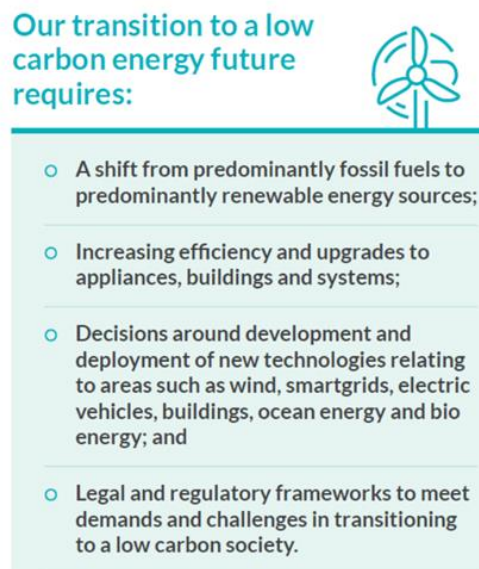 Our transition to a low
carbon energy future
requires:
A shift from predominantly fossil fuels to
predominantly renewable energy sources;
Increasing efficiency and upgrades to
appliances, buildings and systems;
Decisions around development and
deployment of new technologies relating
to areas such as wind, smartgrids, electric
vehicles, buildings, ocean energy and bio
energy; and
Legal and regulatory frameworks to meet
demands and challenges in transitioning
to a low carbon society.